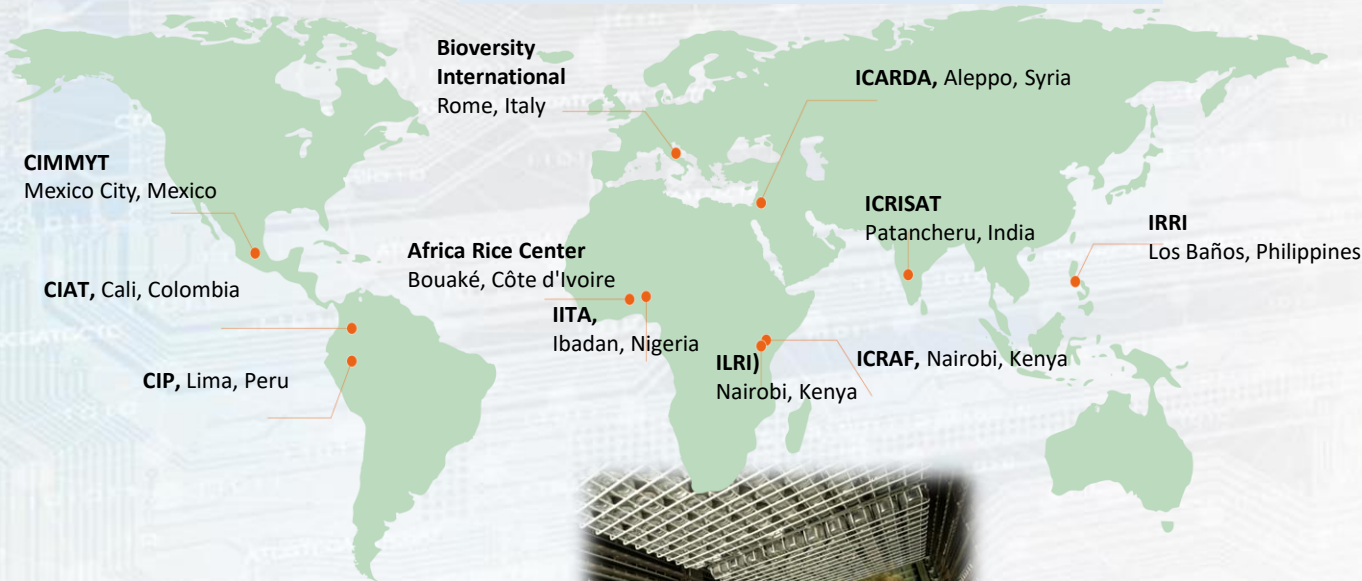 Bioversity
International
Rome, Italy
ICARDA, Aleppo, Syria
CIMMYT
Mexico City, Mexico
ICRISAT
Patancheru, India
IRRI
Los Baños, Philippines
Africa Rice Center
Bouaké, Côte d'Ivoire
CIAT, Cali, Colombia
IITA,
Ibadan, Nigeria
ILRI)
Nairobi, Kenya
ICRAF, Nairobi, Kenya
CIP, Lima, Peru